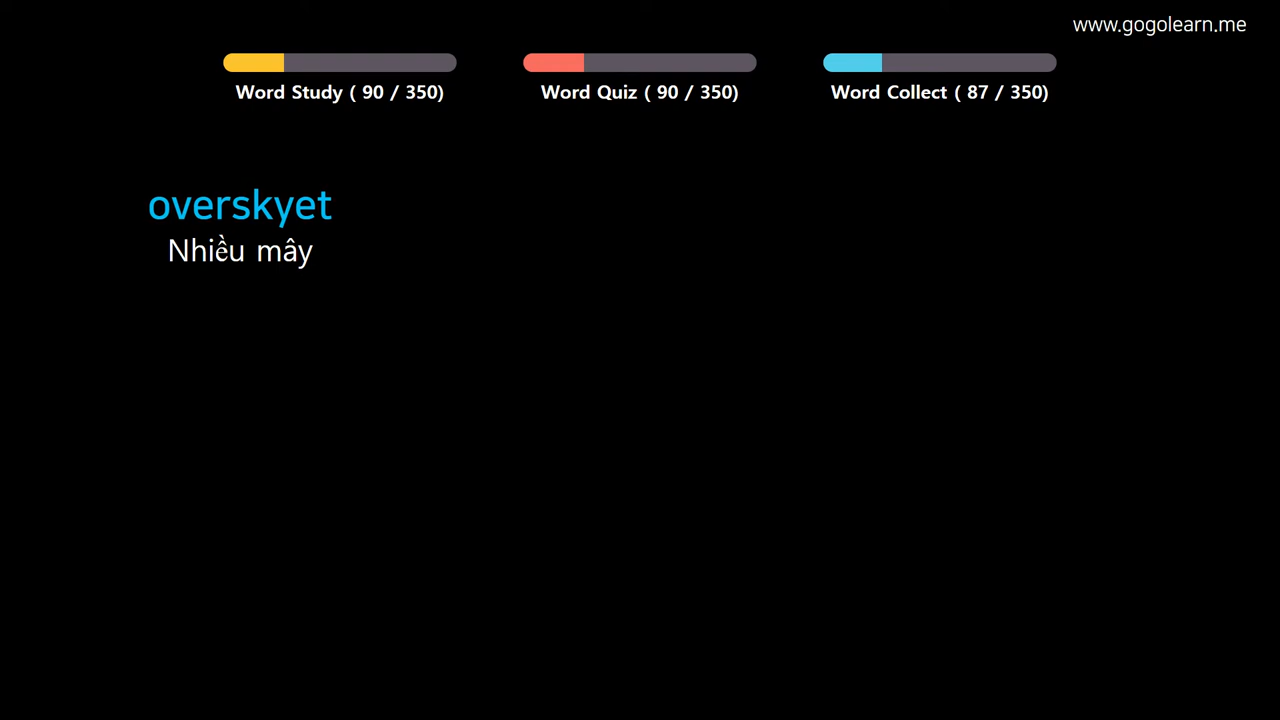 www.gogolearn.me
Word Study ( 90 / 350)
Word Quiz ( 90 / 350)
Word Collect ( 87 / 350)
overskyet
Nhiều mây